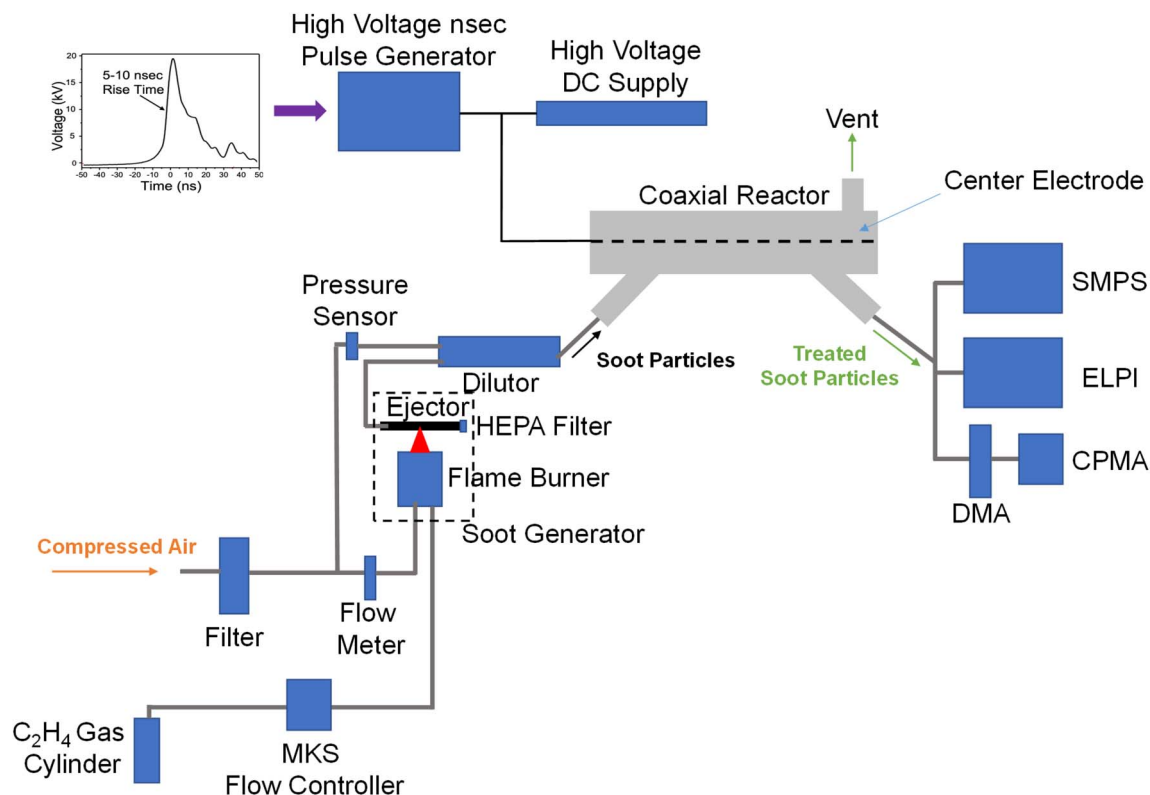 High Voltage nsec
Pulse Generator
High Voltage
DC Supply
20
15
10
5
0
Voltage (kV)
5-10 nsec
Rise Time
-50 -40 -30 -20 -10 0 10 20 30 40 50
Time (ns)
Vent
Coaxial Reactor
Center Electrode
SMPS
Pressure
Sensor
Soot Particles
Treated
Soot Particles
ELPI
Dilutor
Ejector
HEPA Filter
CPMA
Flame Burner
DMA
Soot Generator
Compressed Air
Filter
Flow
Meter
C₂H₄ Gas
Cylinder
MKS
Flow Controller